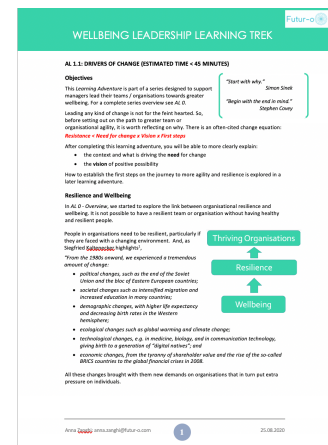 Futur-o
WELLBEING LEADERSHIP LEARNING TREK
AL 1.1: DRIVERS OF CHANGE (ESTIMATED TIME < 45 MINUTES)
Objectives
This Learning Adventure is part of a series designed to support
managers lead their teams / organisations towards greater
wellbeing. For a complete series overview see AL 0.
Leading any kind of change is not for the feint hearted. So,
before setting out on the path to greater team or
organisational agility, it is worth reflecting on why. There is an often-cited change equation:
"Start with why."
Simon Sinek
"Begin with the end in mind."
Stephen Covey
Resistance < Need for change x Vision x First steps
After completing this learning adventure, you will be able to more clearly explain:
• the context and what is driving the need for change
• the vision of positive possibility
How to establish the first steps on the journey to more agility and resilience is explored in a
later learning adventure.
Resilience and Wellbeing
In AL 0 - Overview, we started to explore the link between organisational resilience and
wellbeing. It is not possible to have a resilient team or organisation without having healthy
and resilient people.
People in organisations need to be resilient, particularly if
they are faced with a changing environment. And, as
Siegfried highlights¹,
"From the 1980s onward, we experienced a tremendous
amount of change:
• political changes, such as the end of the Soviet
Union and the bloc of Eastern European countries;
• societal changes such as intensified migration and
increased education in many countries;
• demographic changes, with higher life expectancy
and decreasing birth rates in the Western
hemisphere;
• ecological changes such as global warming and climate change;
• technological changes, e.g. in medicine, biology, and in communication technology,
giving birth to a generation of "digital natives"; and
• economic changes, from the tyranny of shareholder value and the rise of the so-called
BRICS countries to the global financial crises in 2008.
Thriving Organisations
Resilience
Wellbeing
All these changes brought with them new demands on organisations that in turn put extra
pressure on individuals.
Anna Zanghi: anna.zanghi@futur-o.com
1
25.08.2020